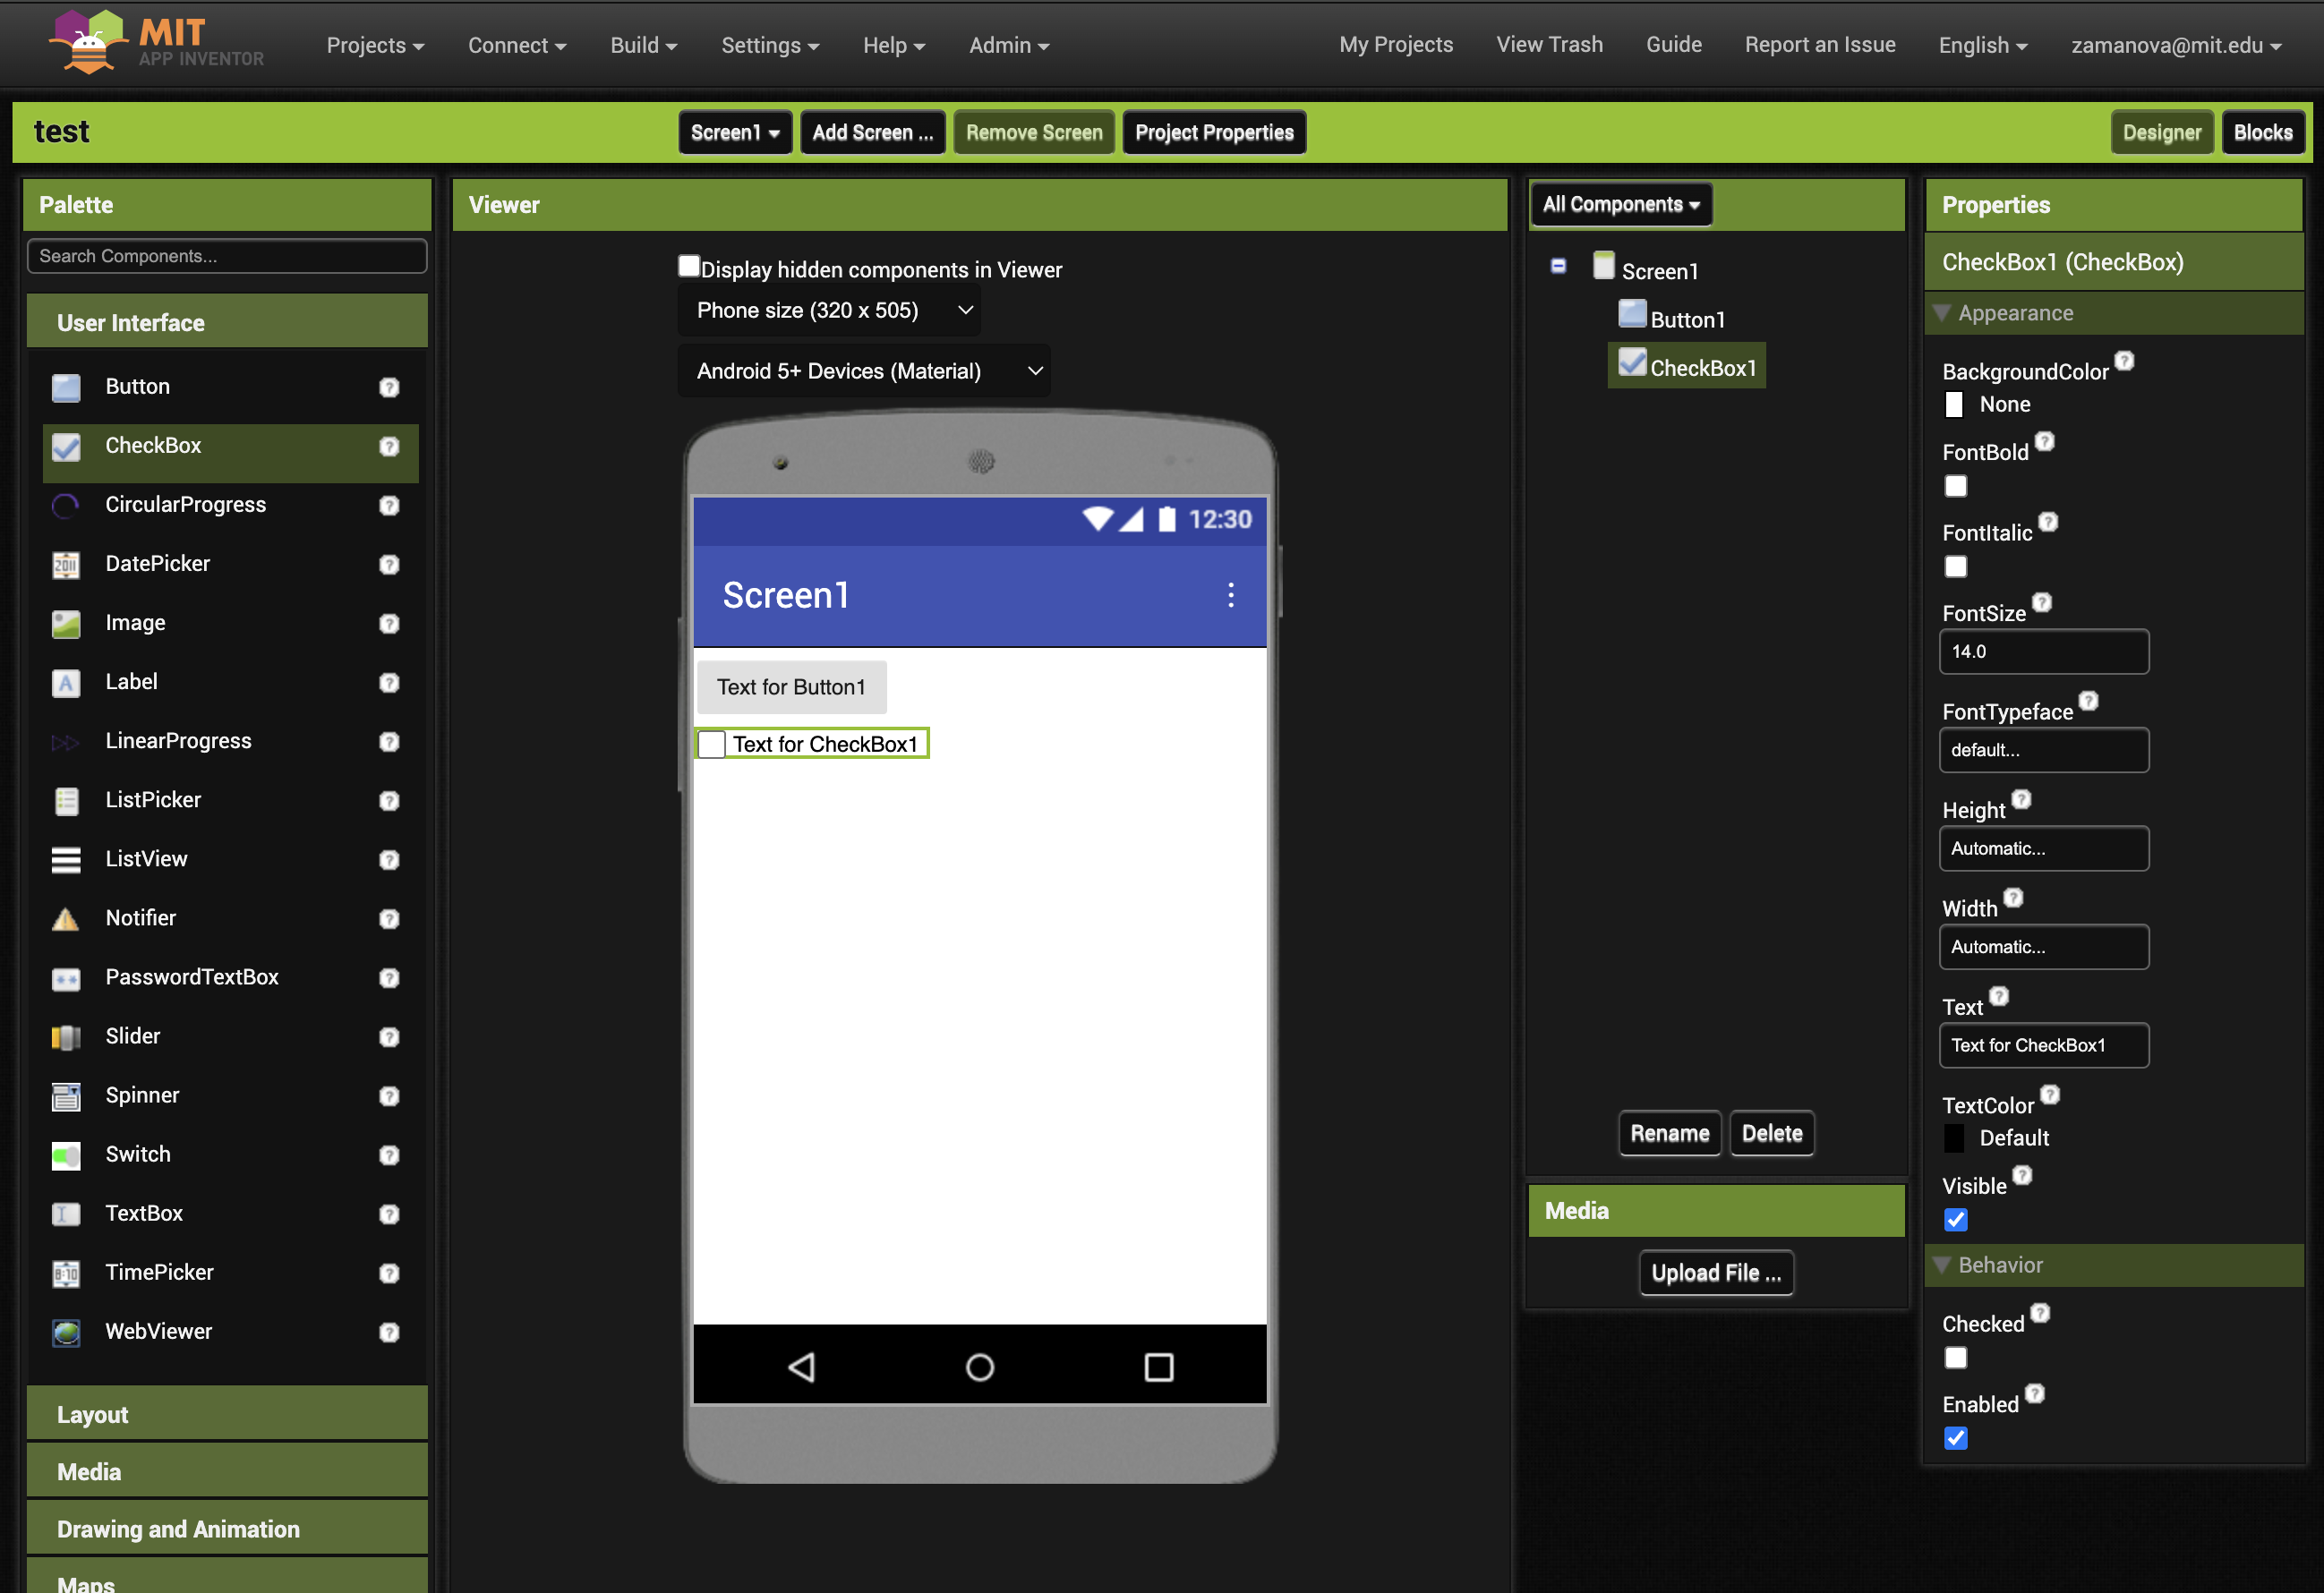 MIT
APP INVENTOR
Projects
Connect
Build
Settings
Help
Admin
My Projects
View Trash
Guide
Report an Issue
English
zamanova@mit.edu
test
Screen1
Add Screen ...
Remove Screen
Project Properties
Designer
Blocks
Palette
Search Components...
User Interface
Button
CheckBox
CircularProgress
DatePicker
2011
Image
A
Label
LinearProgress
ListPicker
ListView
Notifier
PasswordTextBox
Slider
Spinner
Switch
TextBox
8:10
TimePicker
WebViewer
Layout
Media
Drawing and Animation
Maps
Viewer
Display hidden components in Viewer
Phone size (320 x 505)
Android 5+ Devices (Material)
12:30
Screen1
Text for Button1
Text for CheckBox1
All Components
Screen1
Button1
CheckBox1
Rename
Delete
Media
Upload File ...
Properties
CheckBox1 (CheckBox)
Appearance
BackgroundColor ?
None
FontBold ?
FontItalic ?
FontSize ?
14.0
FontTypeface ?
default...
Height ?
Automatic...
Width ?
Automatic...
Text ?
Text for CheckBox1
TextColor ?
Default
Visible ?
Behavior
Checked ?
Enabled ?